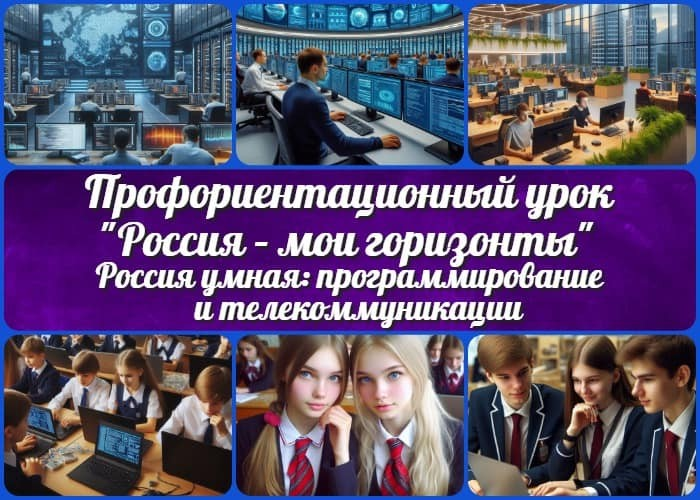 Профориентационный урок
"Россия – мои горизонты"
Россия умная: программирование
и телекоммуникации